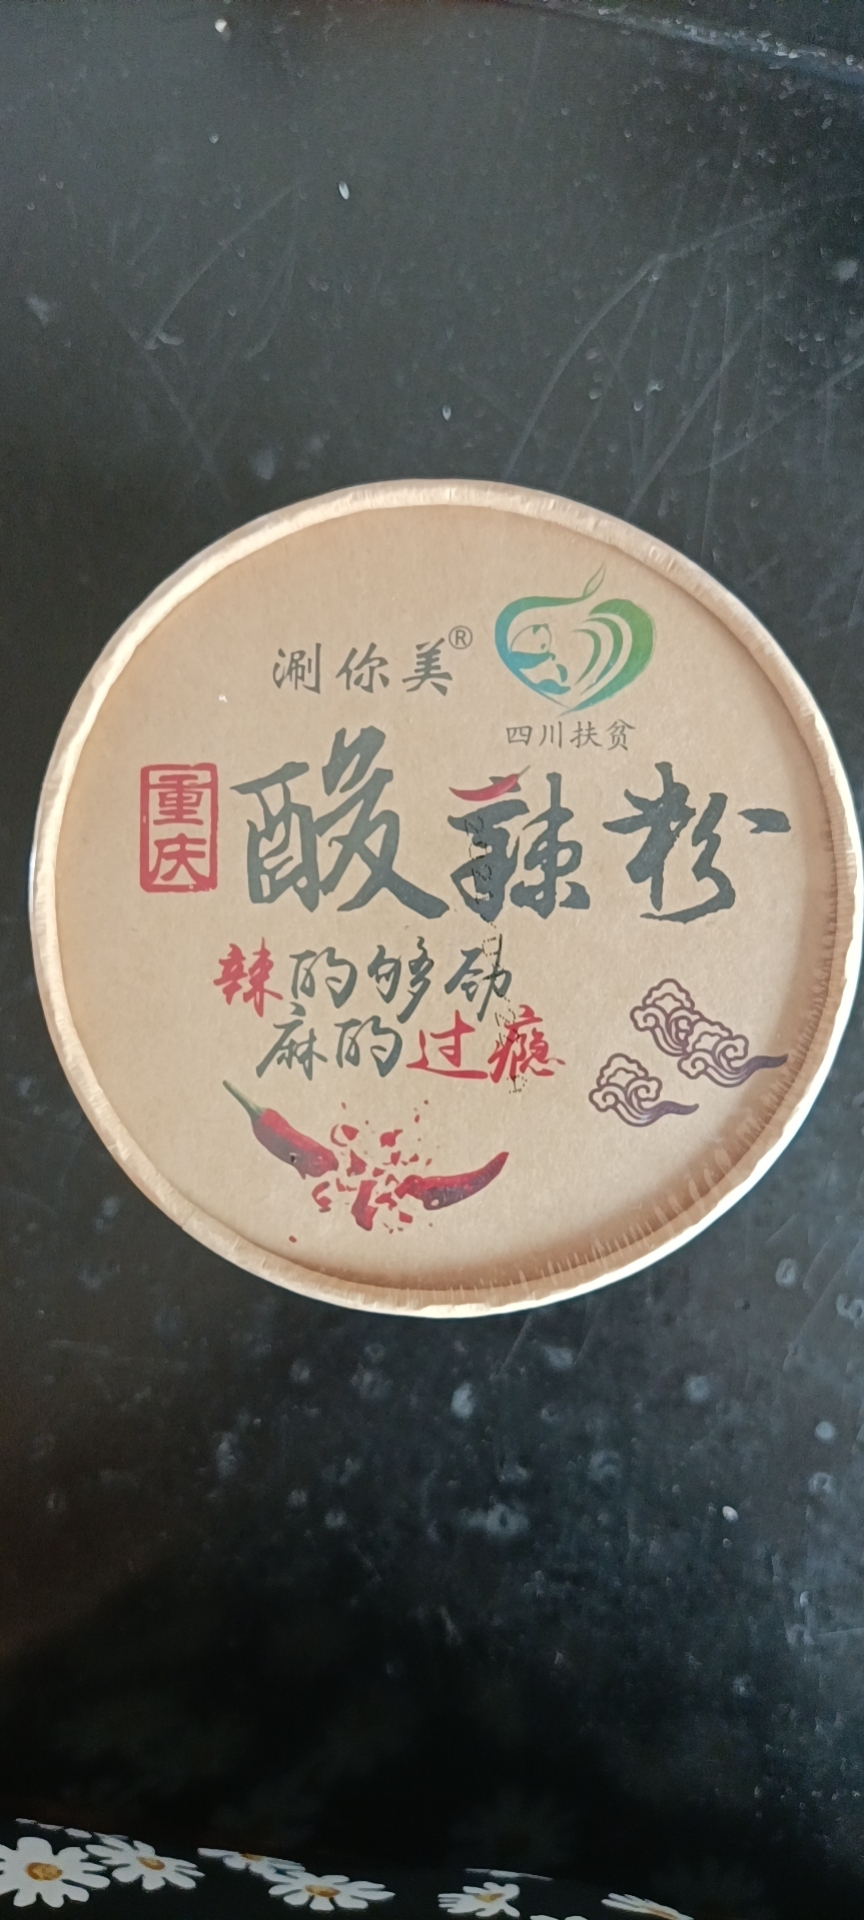 涮你美®
四川扶贫
重庆
酸辣粉
辣的够劲
麻的过瘾